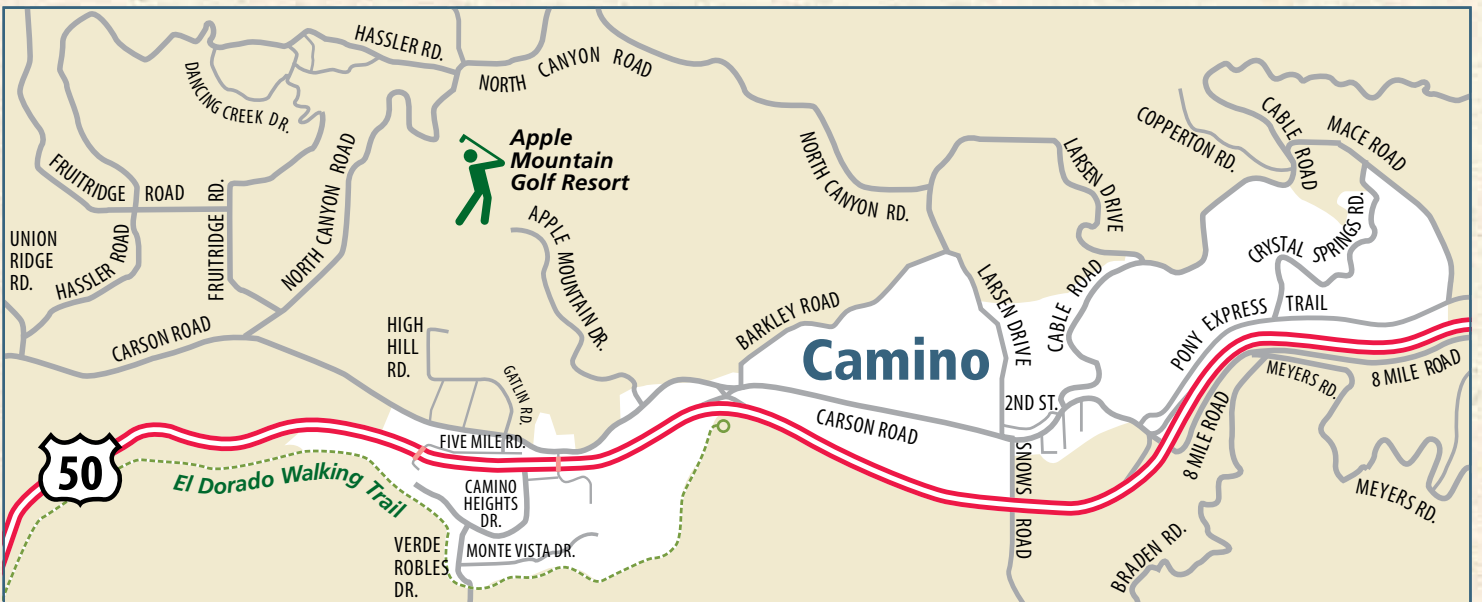 HASSLER RD.
NORTH CANYON ROAD
DANCING CREEK DR.
Apple
Mountain
Golf Resort
FRUITRIDGE ROAD
FRUITRIDGE RD.
NORTH CANYON ROAD
NORTH CANYON RD.
LARSEN DRIVE
COPPERTON RD.
CABLE ROAD
MACE ROAD
UNION
RIDGE
RD.
HASSLER ROAD
APPLE MOUNTAIN DR.
CRYSTAL SPRINGS RD.
CARSON ROAD
HIGH
HILL
RD.
GATLIN RD.
BARKLEY ROAD
LARSEN DRIVE
CABLE ROAD
PONY EXPRESS TRAIL
Camino
MEYERS RD.
8 MILE ROAD
2ND ST.
CARSON ROAD
FIVE MILE RD.
50
El Dorado Walking Trail
CAMINO
HEIGHTS
DR.
SNOWS ROAD
8 MILE ROAD
MEYERS RD.
VERDE
ROBLES
DR.
MONTE VISTA DR.
BRADEN RD.